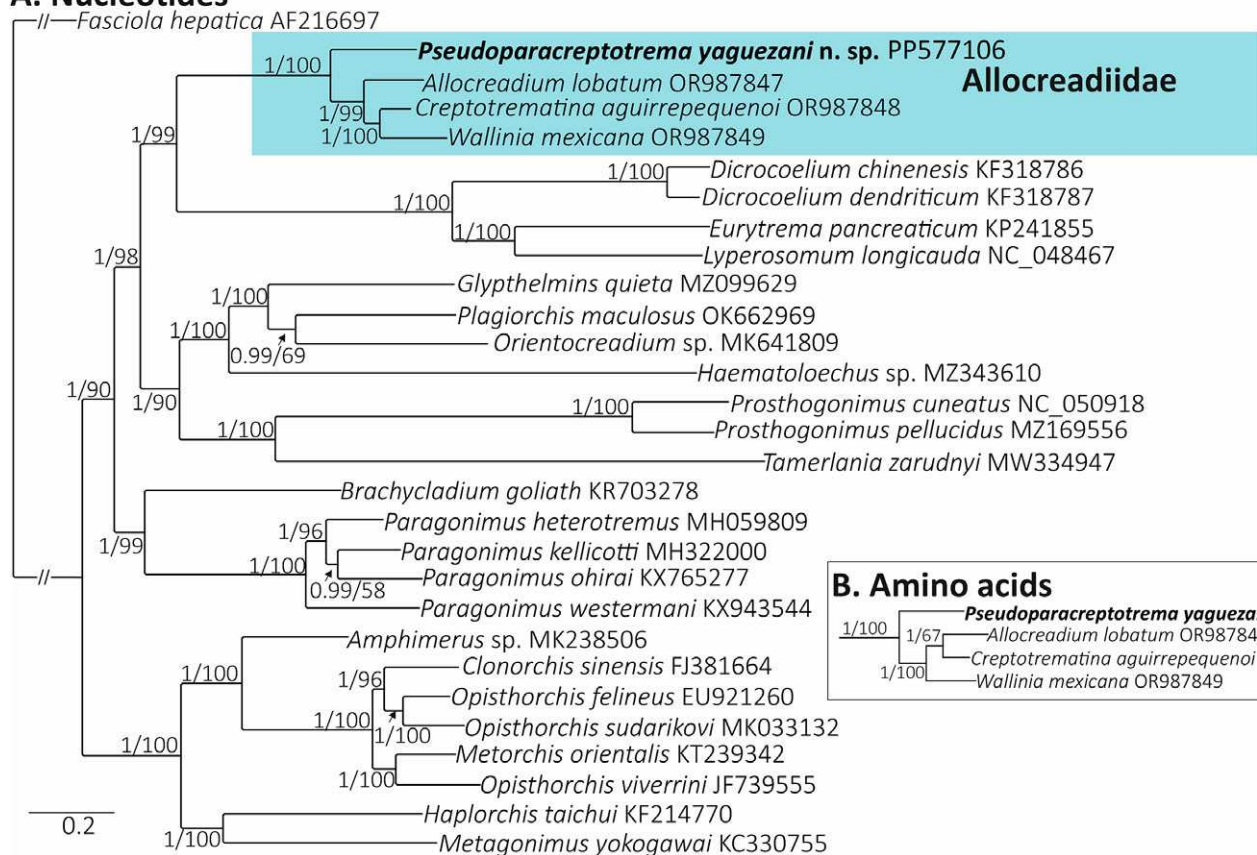 A. Nucleotides
Fasciola hepatica AF216697
Pseudoparacreptotrema yaguezani n. sp. PP577106
1/100
Allocreadium lobatum OR987847
Allocreadiidae
Creptotrematina aguirrepequenoi OR987848
1/99
Wallinia mexicana OR987849
1/100
1/99
Dicrocoelium chinenesis KF318786
1/100
Dicrocoelium dendriticum KF318787
1/100
Eurytrema pancreaticum KP241855
1/100
Lyperosomum longicauda NC_048467
1/98
Glypthelmins quieta MZ099629
1/100
Plagiorchis maculosus OK662969
1/100
Orientocreadium sp. MK641809
0.99/69
Haematoloechus sp. MZ343610
1/90
1/90
Prosthogonimus cuneatus NC_050918
1/100
Prosthogonimus pellucidus MZ169556
1/100
Tamerlania zarudnyi MW334947
Brachycladium goliath KR703278
Paragonimus heterotremus MH059809
1/96
1/99
Paragonimus kellicotti MH322000
1/100
Paragonimus ohirai KX765277
0.99/58
Paragonimus westermani KX943544
Amphimerus sp. MK238506
Clonorchis sinensis FJ381664
1/96
Opisthorchis felineus EU921260
1/100
Opisthorchis sudarikovi MK033132
1/100
1/100
Metorchis orientalis KT239342
1/100
Opisthorchis viverrini JF739555
Haplorchis taichui KF214770
0.2
1/100
Metagonimus yokogawai KC330755
B. Amino acids
Pseudoparacreptotrema yagueza
1/100
1/67
Allocreadium lobatum OR98784
Creptotrematina aguirrepequenoi
1/100
Wallinia mexicana OR987849